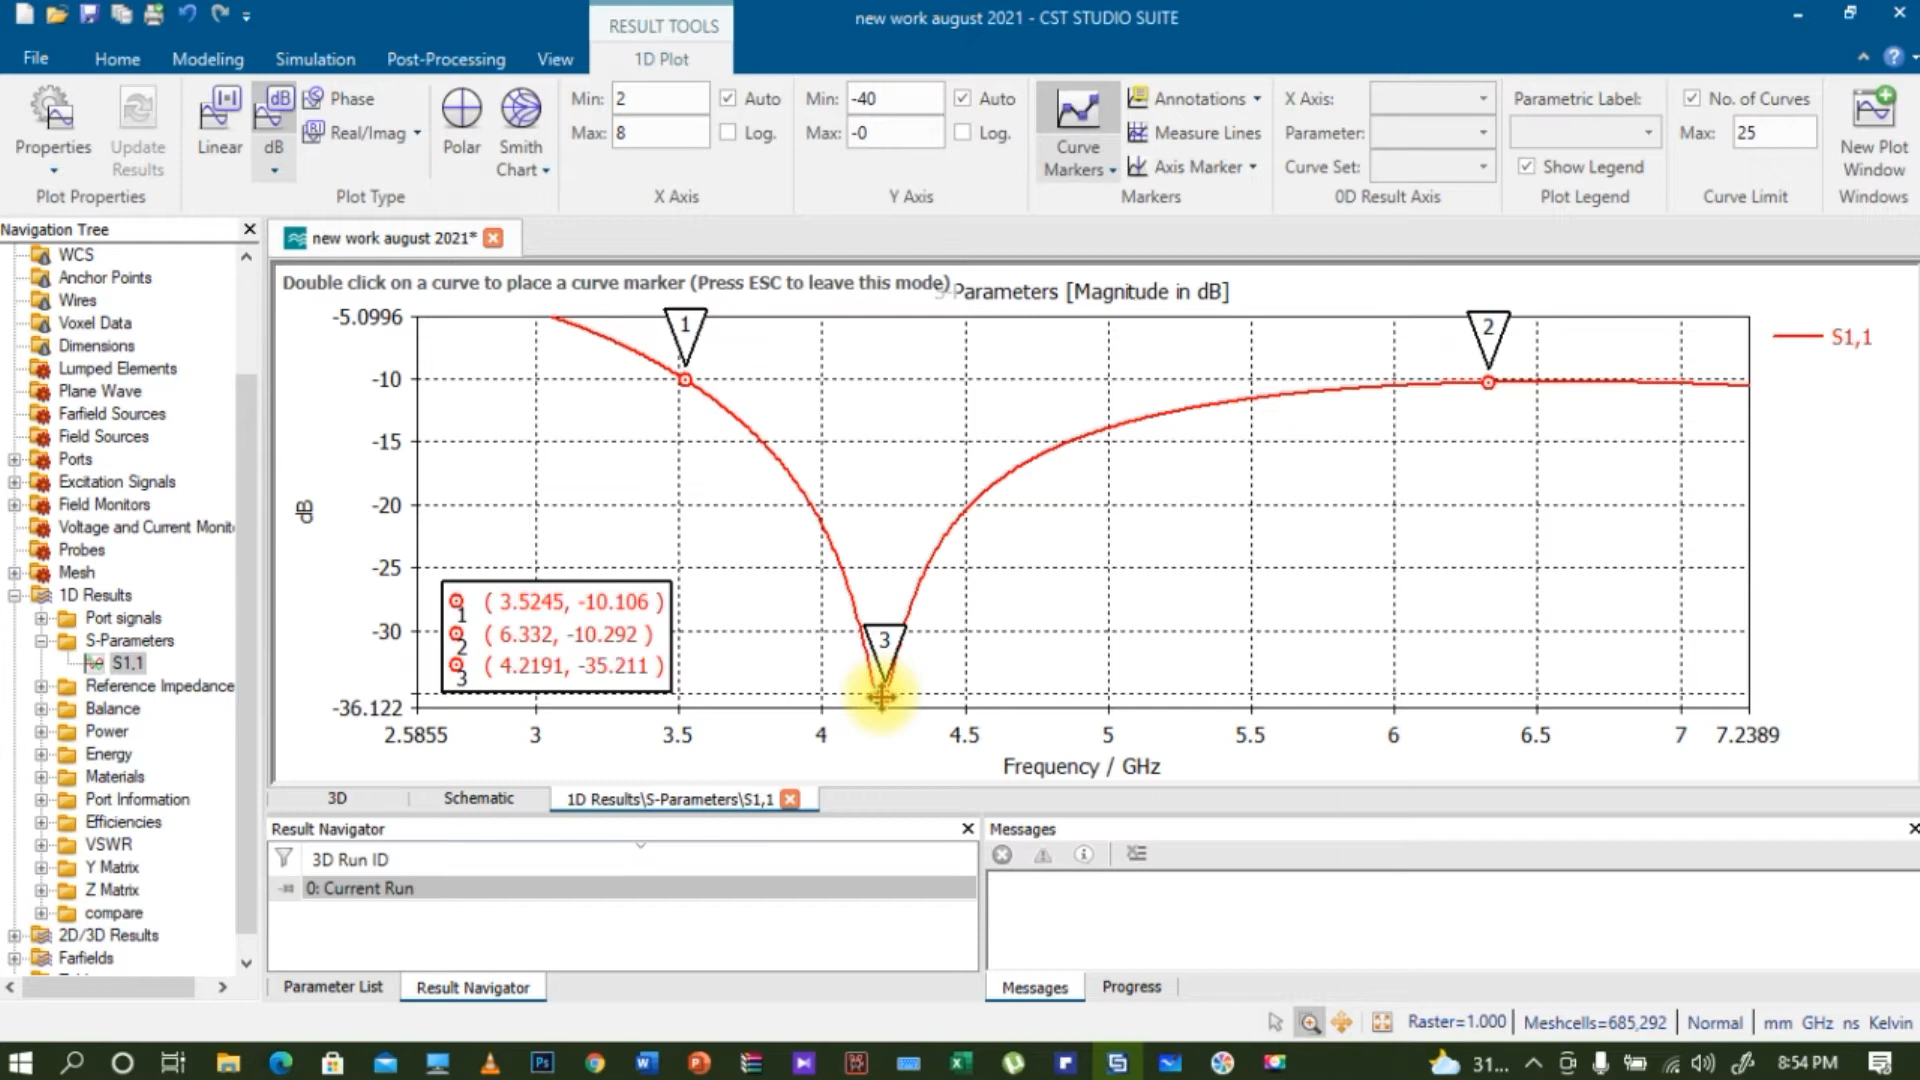 new work august 2021 - CST STUDIO SUITE
RESULT TOOLS
File Home Modeling Simulation Post-Processing View 1D Plot
Properties
Update Results
Linear
dB
Phase
Real/Imag
Polar
Smith Chart
Min: 2 Auto
Max: 8 Log.
Min: -40 Auto
Max: -0 Log.
Curve Markers
Annotations
Measure Lines
Axis Marker
X Axis:
Parameter:
Curve Set:
Parametric Label:
Show Legend
No. of Curves
Max: 25
New Plot Window
Plot Properties Plot Type X Axis Y Axis Markers 0D Result Axis Plot Legend Curve Limit Windows
Navigation Tree
WCS
Anchor Points
Wires
Voxel Data
Dimensions
Lumped Elements
Plane Wave
Farfield Sources
Field Sources
Ports
Excitation Signals
Field Monitors
Voltage and Current Monit
Probes
Mesh
1D Results
Port signals
S-Parameters
S1,1
Reference Impedance
Balance
Power
Energy
Materials
Port Information
Efficiencies
VSWR
Y Matrix
Z Matrix
compare
2D/3D Results
Farfields
new work august 2021*
Double click on a curve to place a curve marker (Press ESC to leave this mode)
S-Parameters [Magnitude in dB]
-5.0996
-10
-15
-20
-25
-30
-36.122
dB
1
2
3
S1,1
1 ( 3.5245, -10.106 )
2 ( 6.332, -10.292 )
3 ( 4.2191, -35.211 )
2.5855 3 3.5 4 4.5 5 5.5 6 6.5 7 7.2389
Frequency / GHz
3D Schematic 1D Results\S-Parameters\S1,1
Result Navigator
3D Run ID
0: Current Run
Parameter List Result Navigator
Messages
Messages Progress
Raster=1.000 Meshcells=685,292 Normal mm GHz ns Kelvin
31... 8:54 PM